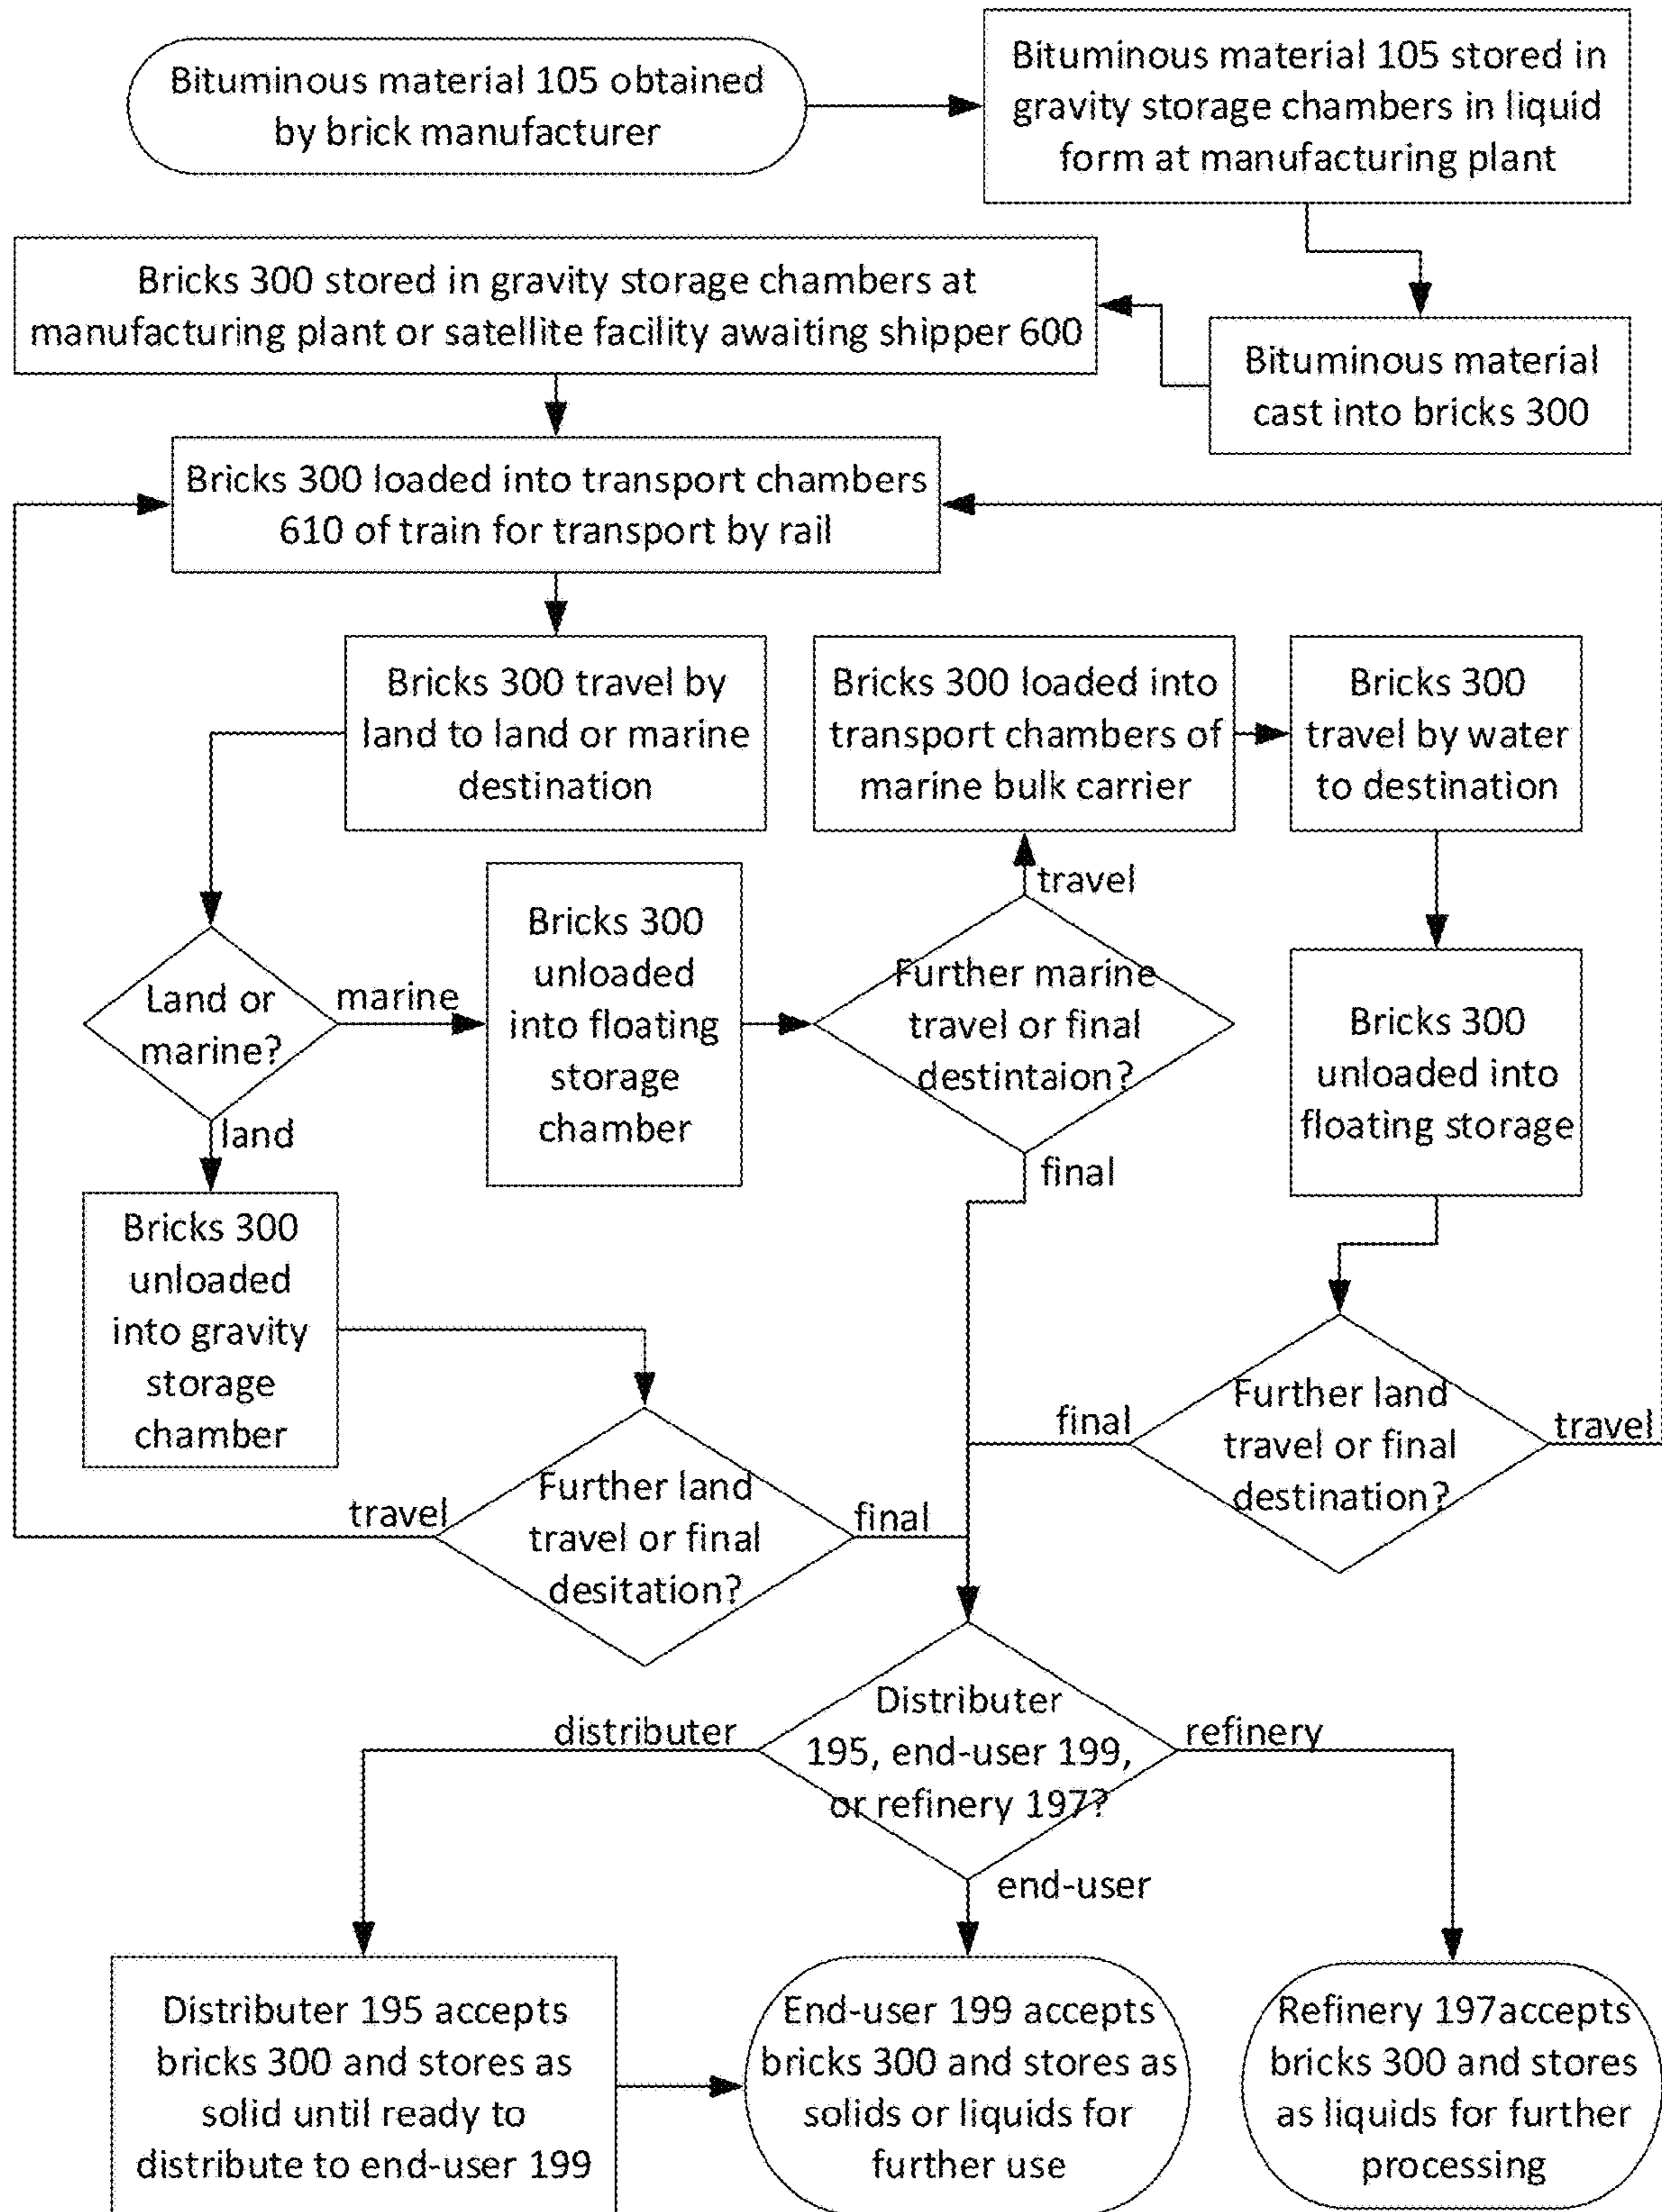 Bituminous material 105 obtained
by brick manufacturer
Bituminous material 105 stored in
gravity storage chambers in liquid
form at manufacturing plant
Bricks 300 stored in gravity storage chambers at
manufacturing plant or satellite facility awaiting shipper 600
Bituminous material
cast into bricks 300
Bricks 300 loaded into transport chambers
610 of train for transport by rail
Bricks 300 travel by
land to land or marine
destination
Bricks 300 loaded into
transport chambers of
marine bulk carrier
Bricks 300
travel by water
to destination
travel
Land or
marine?
marine
land
Bricks 300
unloaded
into floating
storage
chamber
Further marine
travel or final
destintaion?
final
Bricks 300
unloaded into
floating storage
Bricks 300
unloaded
into gravity
storage
chamber
Further land
travel or final
destination?
final
travel
Further land
travel or final
desitation?
travel
final
Distributer
195, end-user 199,
or refinery 197?
distributer
refinery
end-user
Distributer 195 accepts
bricks 300 and stores as
solid until ready to
distribute to end-user 199
End-user 199 accepts
bricks 300 and stores as
solids or liquids for
further use
Refinery 197accepts
bricks 300 and stores
as liquids for further
processing